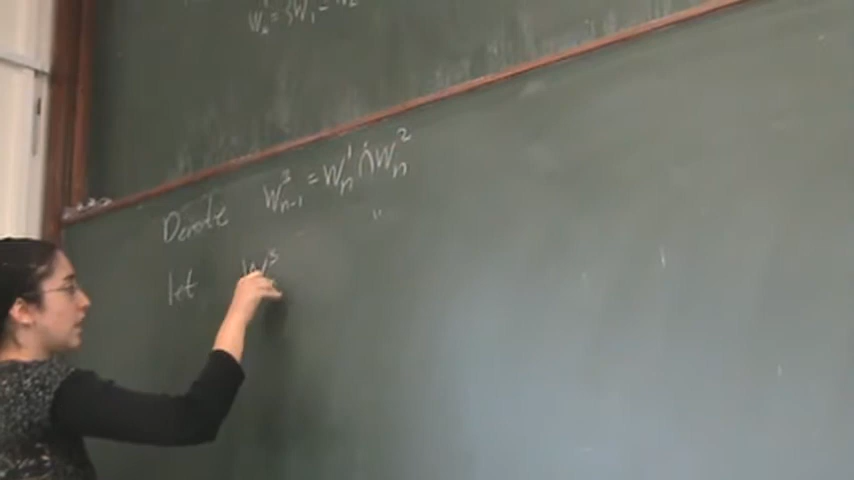 Denote W³ₙ₋₁ = W¹ₙ ∩ W²ₙ
let W³